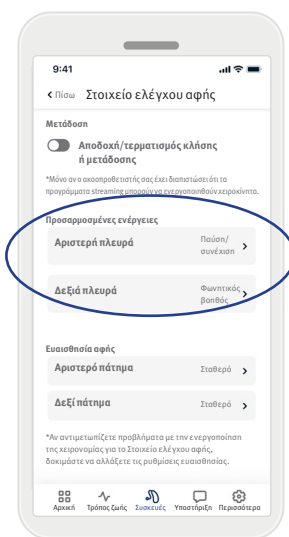 9:41
Πίσω Στοιχείο ελέγχου αφής
Μετάδοση
Αποδοχή/τερματισμός κλήσης
ή μετάδοσης
*Μόνο αν ο ακοοπροθετιστής σας έχει διαπιστώσει ότι τα
προγράμματα streaming μπορούν να ενεργοποιηθούν χειροκίνητα.
Προσαρμοσμένες ενέργειες
Αριστερή πλευρά Παύση/
συνέχιση
Δεξιά πλευρά Φωνητικός
βοηθός
Ευαισθησία αφής
Αριστερό πάτημα Σταθερό
Δεξί πάτημα Σταθερό
*Αν αντιμετωπίζετε προβλήματα με την ενεργοποίηση
της χειρονομίας για το Στοιχείο ελέγχου αφής,
δοκιμάστε να αλλάξετε τις ρυθμίσεις ευαισθησίας.
Αρχική Τρόπος ζωής Συσκευές Υποστήριξη Περισσότερα